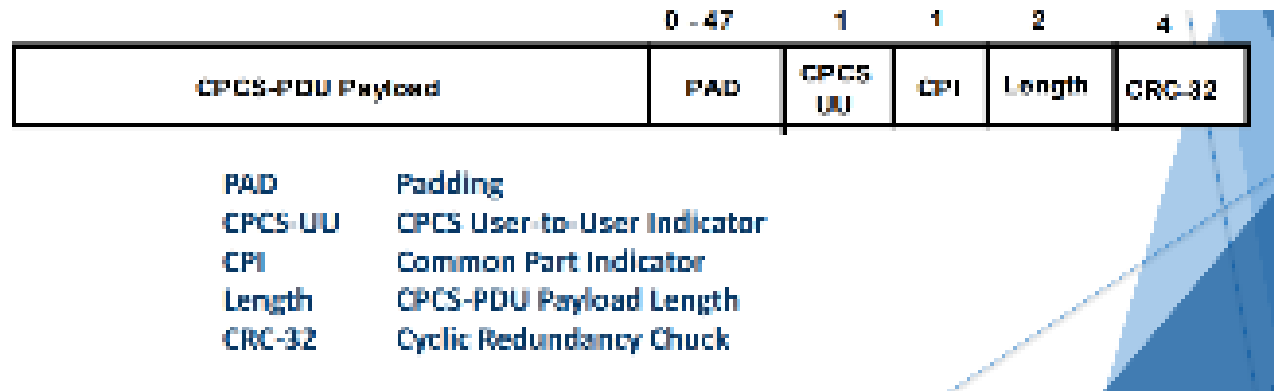 0 - 47 1 1 2 4
CPCS-PDU Payload PAD CPCS UU CPI Length CRC-32
PAD Padding
CPCS-UU CPCS User-to-User Indicator
CPI Common Part Indicator
Length CPCS-PDU Payload Length
CRC-32 Cyclic Redundancy Chuck